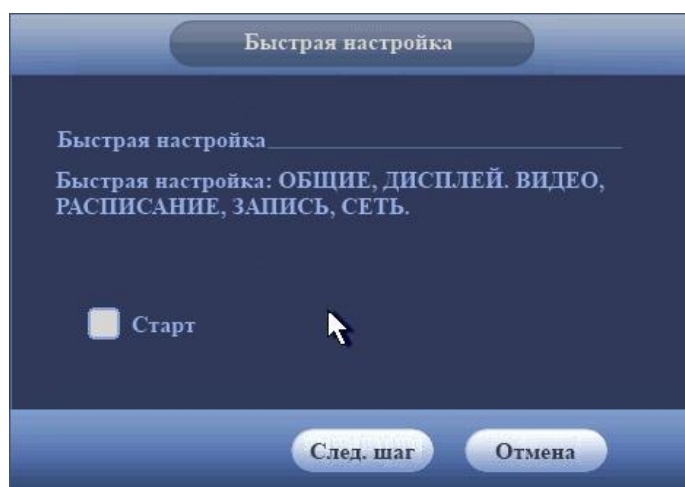 Быстрая настройка
Быстрая настройка
Быстрая настройка: ОБЩИЕ, ДИСПЛЕЙ. ВИДЕО,
РАСПИСАНИЕ, ЗАПИСЬ, СЕТЬ.
Старт
След. шаг Отмена